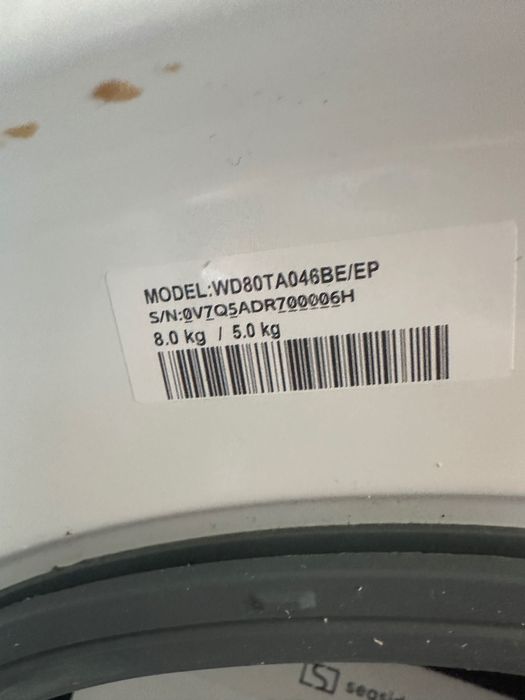 MODEL:WD80TA046BE/EP
S/N:0V7Q5ADR700006H
8.0 kg / 5.0 kg